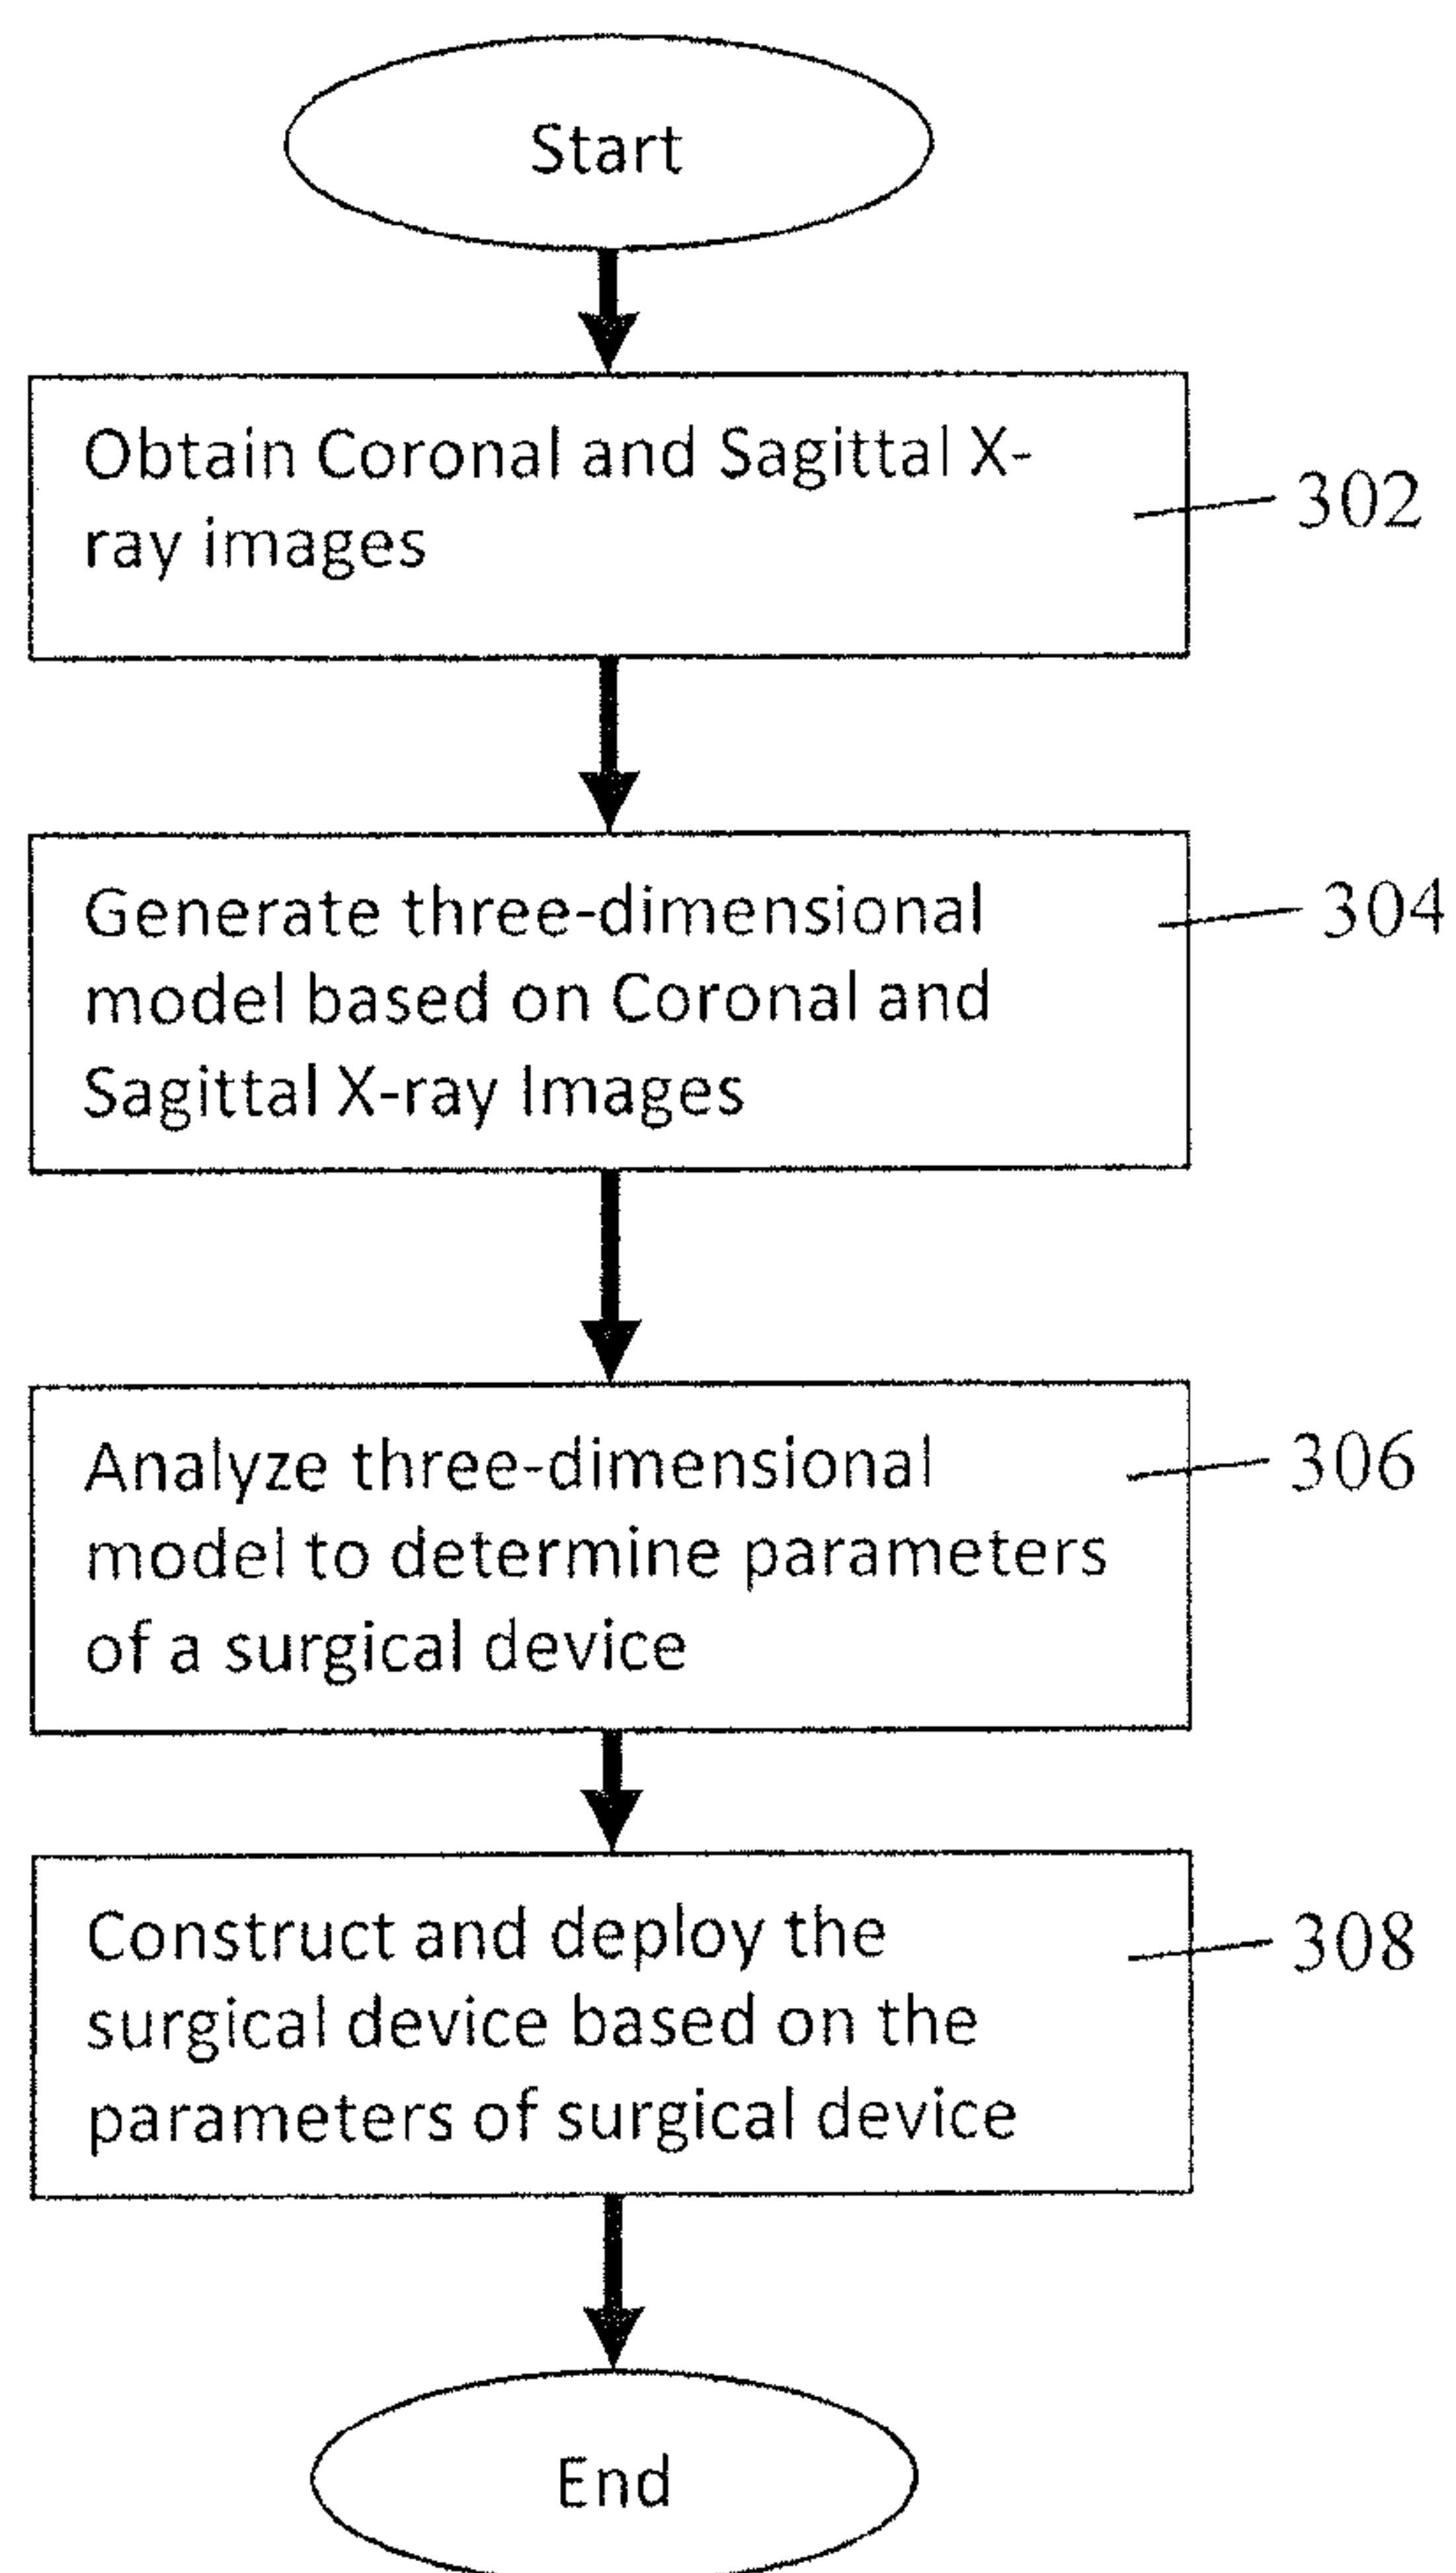 Start
Obtain Coronal and Sagittal X-
ray images
302
Generate three-dimensional
model based on Coronal and
Sagittal X-ray Images
304
Analyze three-dimensional
model to determine parameters
of a surgical device
306
Construct and deploy the
surgical device based on the
parameters of surgical device
308
End